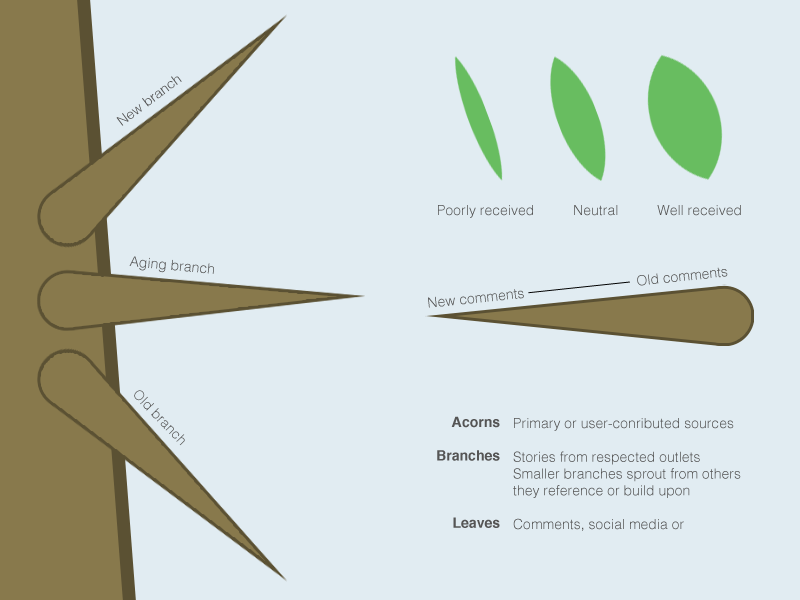 New branch
Aging branch
Old branch
Poorly received
Neutral
Well received
New comments
Old comments
Acorns Primary or user-conributed sources
Branches Stories from respected outlets
Smaller branches sprout from others
they reference or build upon
Leaves Comments, social media or